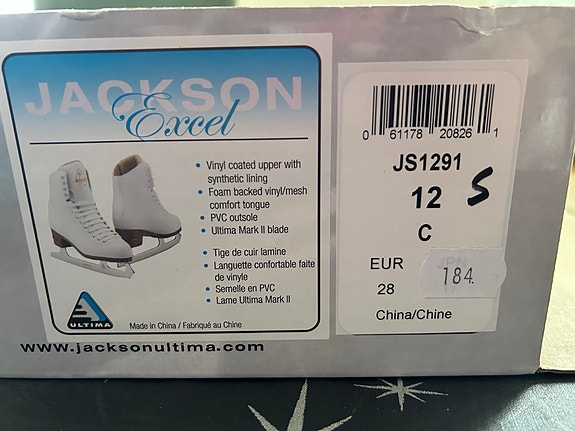 JACKSON
Excel
• Vinyl coated upper with
synthetic lining
• Foam backed vinyl/mesh
comfort tongue
• PVC outsole
• Ultima Mark II blade
• Tige de cuir lamine
• Languette confortable faite
de vinyle
• Semelle en PVC
• Lame Ultima Mark II
ULTIMA
Made in China / Fabriqué au Chine
www.jacksonultima.com
0 61178 20826 1
JS1291
12 S
C
EUR JPN
28 184
China/Chine